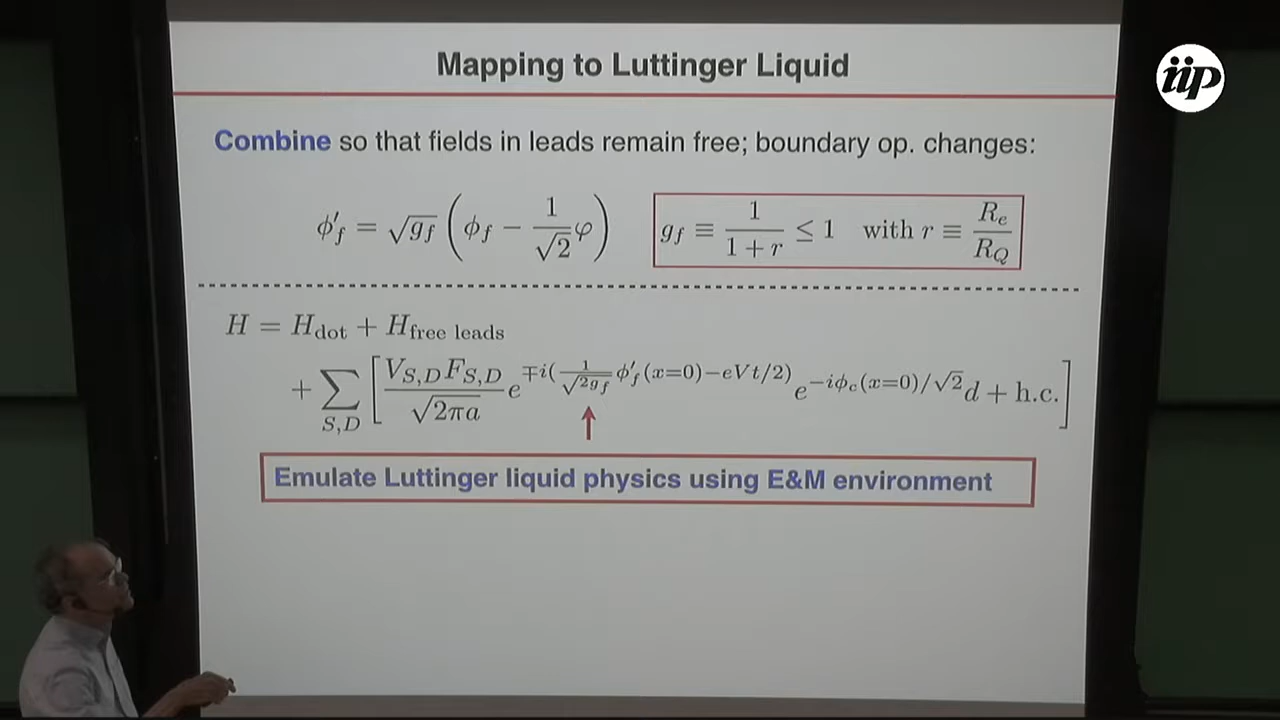 Mapping to Luttinger Liquid
iip
Combine so that fields in leads remain free; boundary op. changes:
ϕ′_f = √g_f (ϕ_f − 1/√2 φ)    g_f ≡ 1/(1 + r) ≤ 1 with r ≡ R_e/R_Q
H = H_dot + H_free leads
+ ∑_{S,D} [ V_{S,D}F_{S,D}/√(2πa) e^{∓i(1/√(2g_f) ϕ′_f(x=0)−eVt/2)} e^{−iϕ_c(x=0)/√2} d + h.c. ]
Emulate Luttinger liquid physics using E&M environment